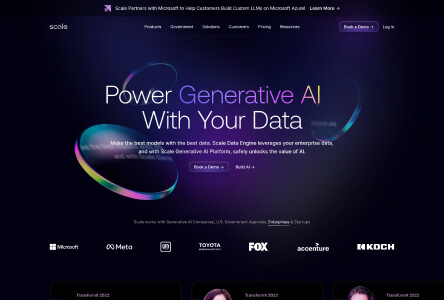 Scale Partners with Microsoft to Help Customers Build Custom LLMs on Microsoft Azure! Learn More →
scale Products Government Solutions Customers Pricing Resources Book a Demo → Log In
Power Generative AI
With Your Data
Make the best models with the best data. Scale Data Engine leverages your enterprise data,
and with Scale Generative AI Platform, safely unlocks the value of AI.
Book a Demo → Build AI →
Scale works with Generative AI Companies, U.S. Government Agencies, Enterprises & Startups
Microsoft Meta GM TOYOTA FOX accenture KOCH
TransformX 2022 TransformX 2022 TransformX 2022